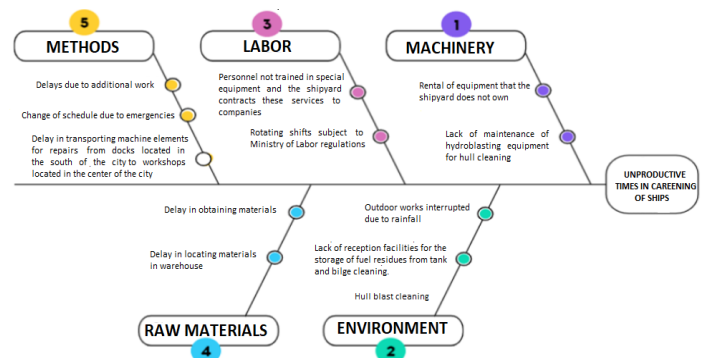 5
METHODS
Delays due to additional work
Change of schedule due to emergencies
Delay in transporting machine elements
for repairs from docks located in
the south of the city to workshops
located in the center of the city
3
LABOR
Personnel not trained in special
equipment and the shipyard
contracts these services to
companies
Rotating shifts subject to
Ministry of Labor regulations
1
MACHINERY
Rental of equipment that the
shipyard does not own
Lack of maintenance of
hydroblasting equipment
for hull cleaning
UNPRODUCTIVE
TIMES IN CAREENING
OF SHIPS
Delay in obtaining materials
Delay in locating materials
in warehouse
RAW MATERIALS
4
Outdoor works interrupted
due to rainfall
Lack of reception facilities for the
storage of fuel residues from tank
and bilge cleaning.
Hull blast cleaning
ENVIRONMENT
2